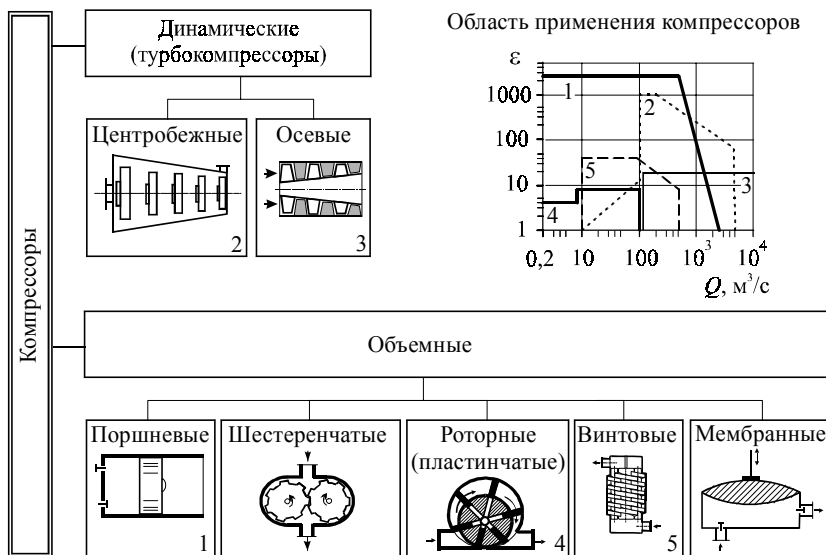 Динамические
(турбокомпрессоры)
Центробежные
2
Осевые
3
Область применения компрессоров
ε
1000
100
10
1
1
2
5
3
4
0,2
10
100
10³
10⁴
Q, м³/с
Компрессоры
Объемные
Поршневые
1
Шестеренчатые
Роторные
(пластинчатые)
4
Винтовые
5
Мембранные